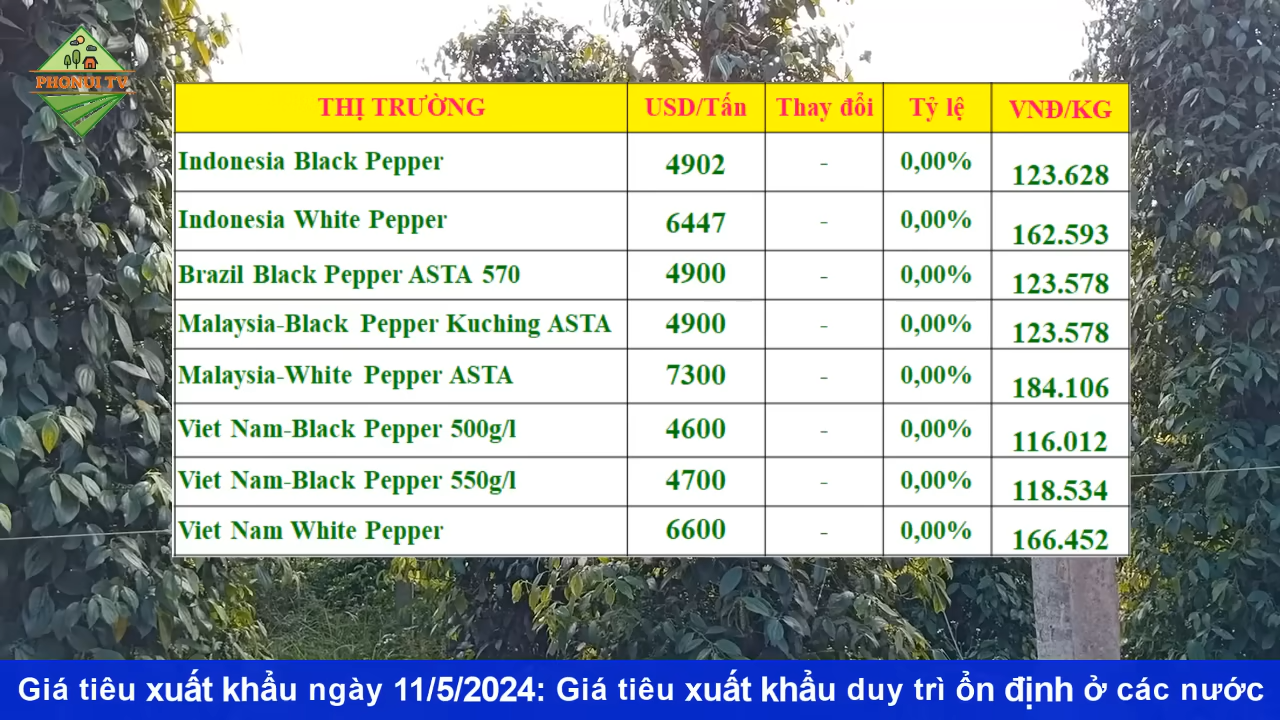 PHONUI TV
THỊ TRƯỜNG USD/Tấn Thay đổi Tỷ lệ VNĐ/KG
Indonesia Black Pepper 4902 - 0,00% 123.628
Indonesia White Pepper 6447 - 0,00% 162.593
Brazil Black Pepper ASTA 570 4900 - 0,00% 123.578
Malaysia-Black Pepper Kuching ASTA 4900 - 0,00% 123.578
Malaysia-White Pepper ASTA 7300 - 0,00% 184.106
Viet Nam-Black Pepper 500g/l 4600 - 0,00% 116.012
Viet Nam-Black Pepper 550g/l 4700 - 0,00% 118.534
Viet Nam White Pepper 6600 - 0,00% 166.452
Giá tiêu xuất khẩu ngày 11/5/2024: Giá tiêu xuất khẩu duy trì ổn định ở các nước